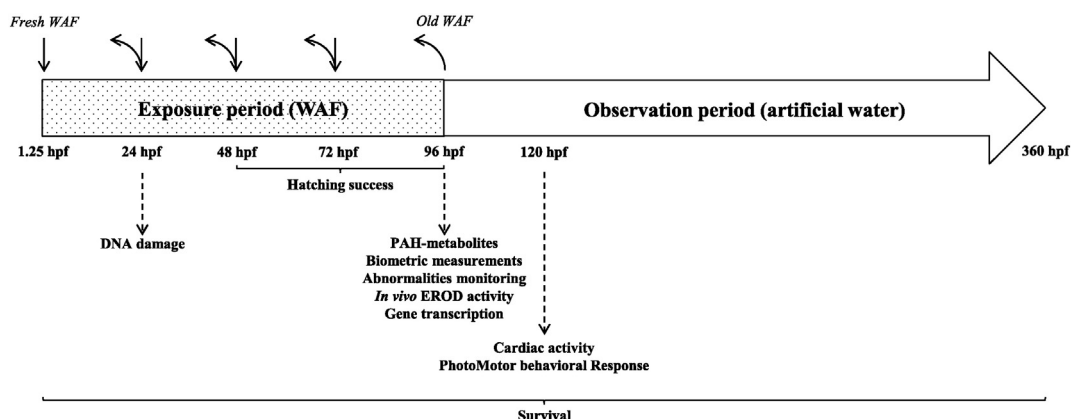 Fresh WAF
Old WAF
Exposure period (WAF)
Observation period (artificial water)
1.25 hpf
24 hpf
48 hpf
72 hpf
96 hpf
120 hpf
360 hpf
Hatching success
DNA damage
PAH-metabolites
Biometric measurements
Abnormalities monitoring
In vivo EROD activity
Gene transcription
Cardiac activity
PhotoMotor behavioral Response
Survival